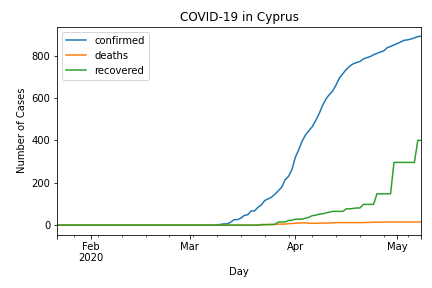 COVID-19 in Cyprus
confirmed
deaths
recovered
Number of Cases
800
600
400
200
0
Feb
2020
Mar
Apr
May
Day